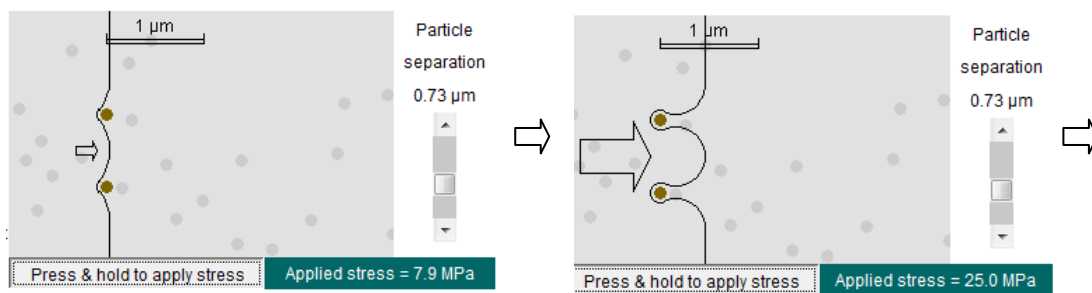 1 µm
Particle
separation
0.73 µm
Press & hold to apply stress
Applied stress = 7.9 MPa
1 µm
Particle
separation
0.73 µm
Press & hold to apply stress
Applied stress = 25.0 MPa